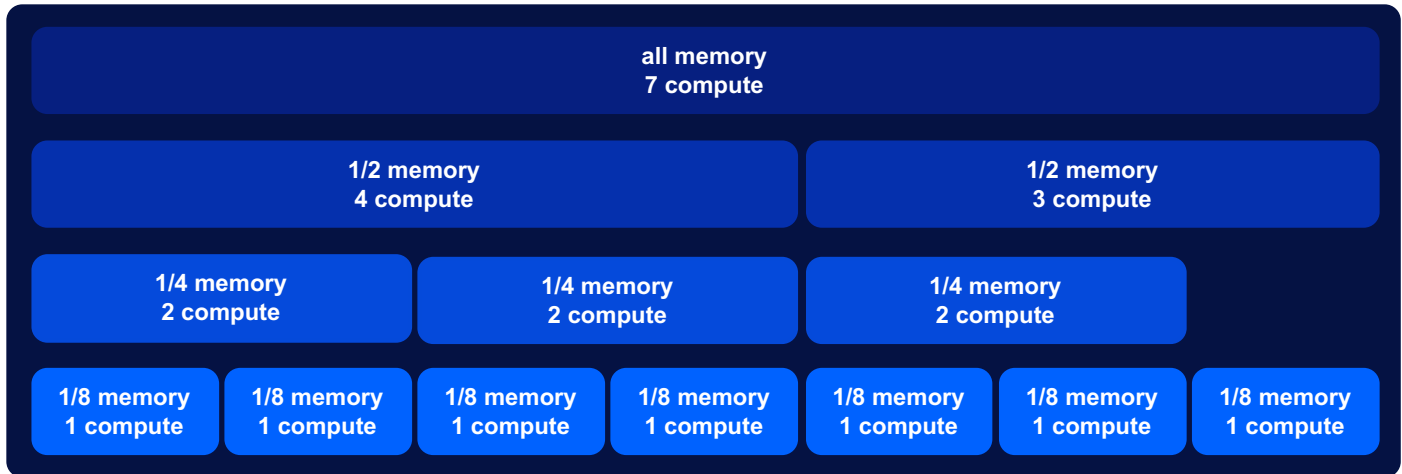 all memory
7 compute
1/2 memory
4 compute
1/2 memory
3 compute
1/4 memory
2 compute
1/4 memory
2 compute
1/4 memory
2 compute
1/8 memory
1 compute
1/8 memory
1 compute
1/8 memory
1 compute
1/8 memory
1 compute
1/8 memory
1 compute
1/8 memory
1 compute
1/8 memory
1 compute